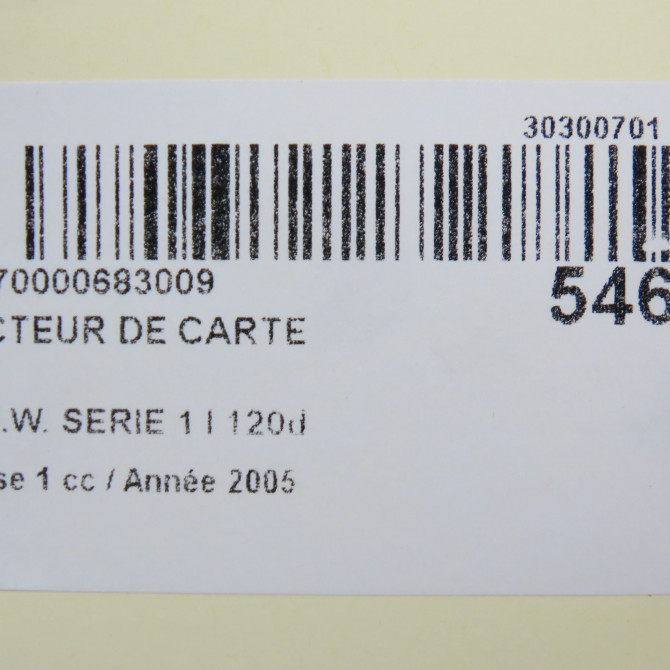 30300701
70000683009
546
CTEUR DE CARTE
.W. SERIE 1 I 120d
se 1 cc / Année 2005